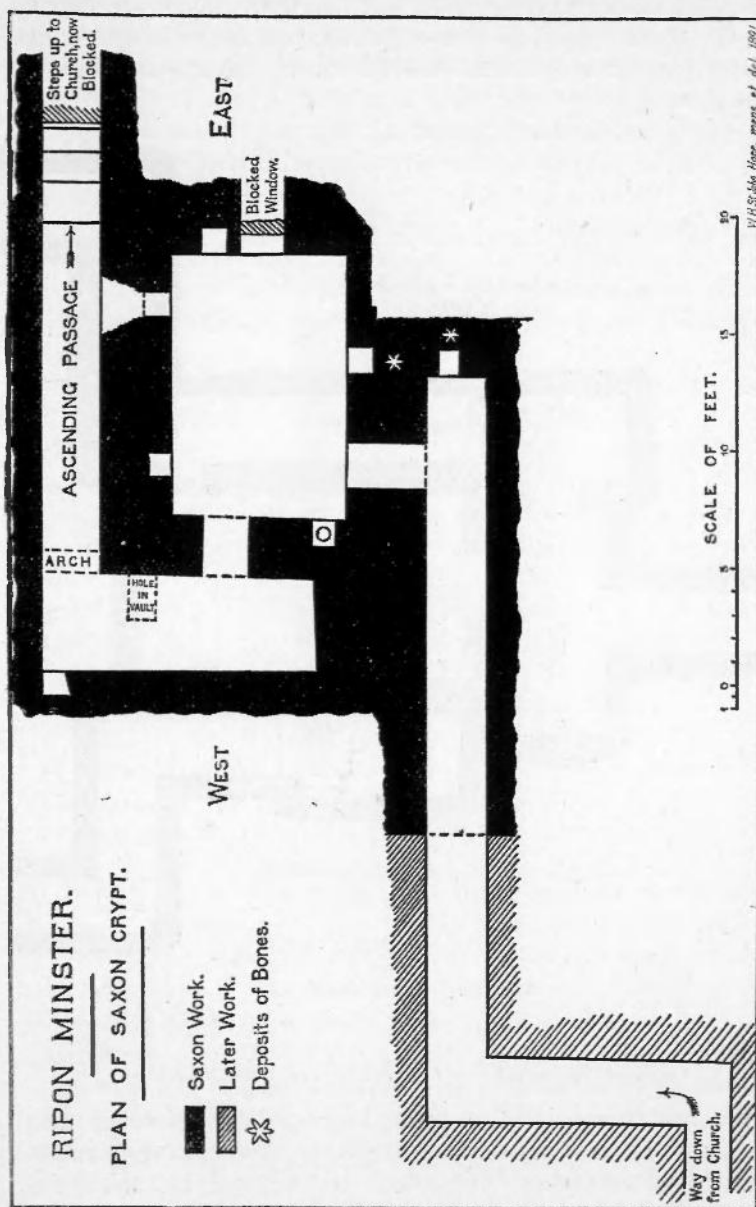 RIPON MINSTER.
PLAN OF SAXON CRYPT.
Saxon Work.
Later Work.
Deposits of Bones.
WEST
EAST
ARCH
ASCENDING PASSAGE
Steps up to
Church, now
Blocked.
HOLE
IN
VAULT
Blocked
Window.
Way down
from Church.
1 0 5 10 15 20
SCALE OF FEET.
W.H.St.John Hope, mens. et del. 1891